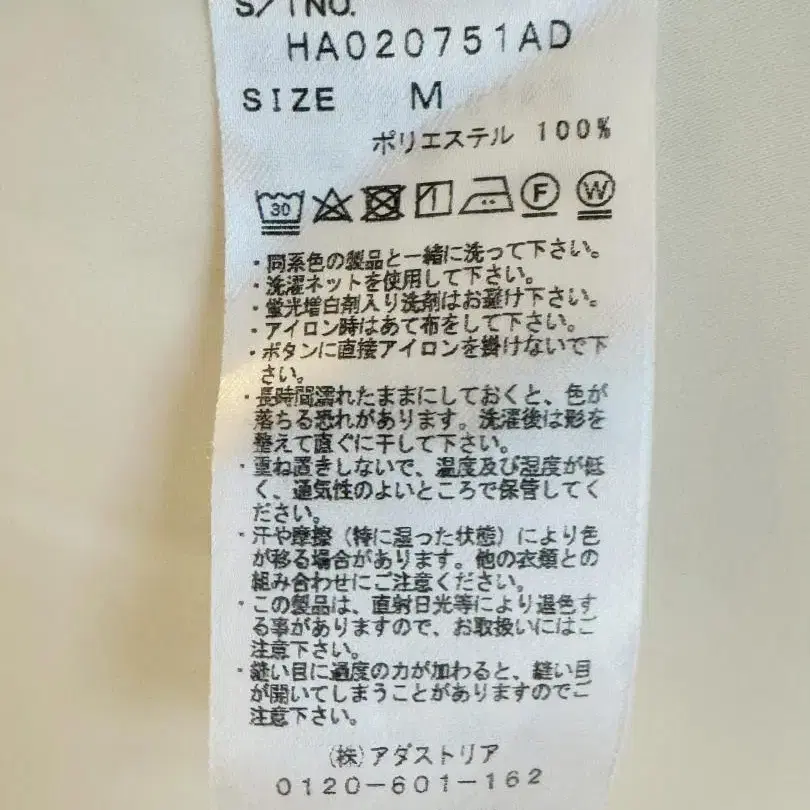 S/TNO.
HA020751AD
SIZE M
ポリエステル 100%
30 F W
・同系色の製品と一緒に洗って下さい。
・洗濯ネットを使用して下さい。
・蛍光増白剤入り洗剤はお避け下さい。
・アイロン時はあて布をして下さい。
・ボタンに直接アイロンを掛けないで下
さい。
・長時間濡れたままにしておくと、色が
落ちる恐れがあります。洗濯後は形を
整えて直ぐに干して下さい。
・重ね置きしないで、温度及び湿度が低
く、通気性のよいところで保管してく
ださい。
・汗や摩擦（特に湿った状態）により色
が移る場合があります。他の衣類との
組み合わせにご注意ください。
・この製品は、直射日光等により退色す
る事がありますので、お取扱いにはご
注意下さい。
・縫い目に過度の力が加わると、縫い目
が開いてしまうことがありますのでご
注意下さい。
(株)アダストリア
0120-601-162